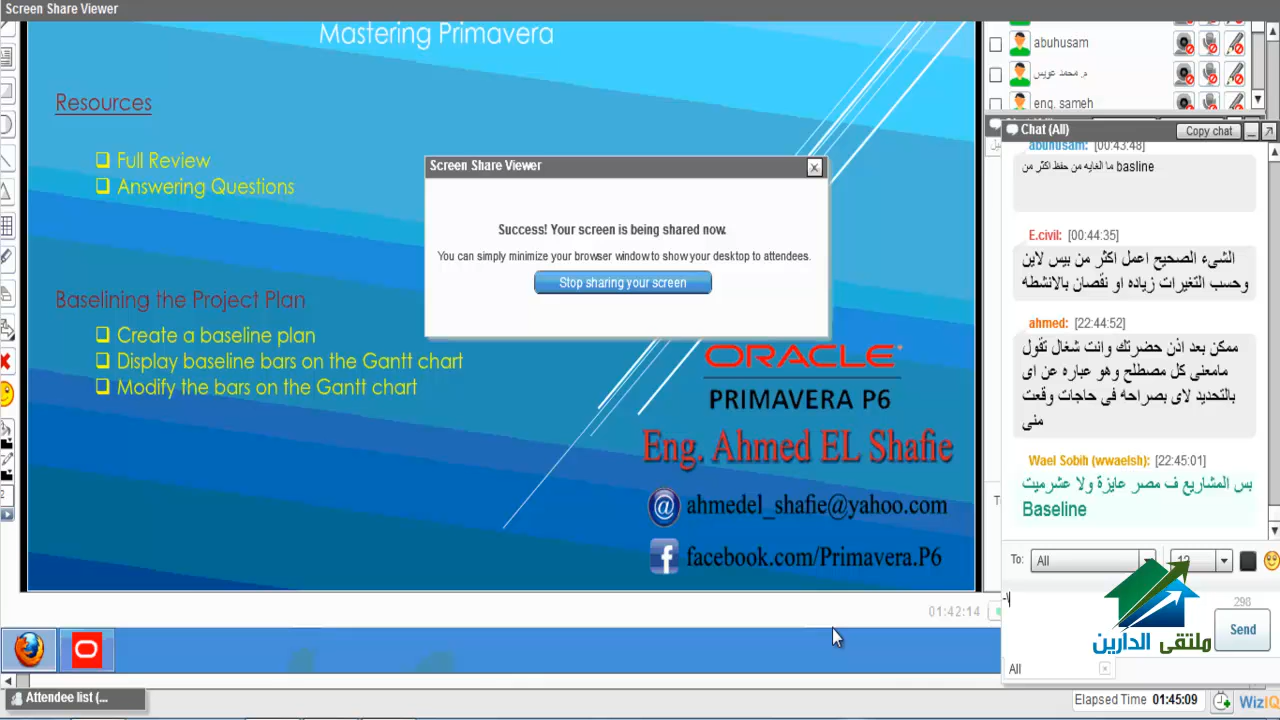 Screen Share Viewer
Mastering Primavera
Resources
Full Review
Answering Questions
Baselining the Project Plan
Create a baseline plan
Display baseline bars on the Gantt chart
Modify the bars on the Gantt chart
Screen Share Viewer
Success! Your screen is being shared now.
You can simply minimize your browser window to show your desktop to attendees.
Stop sharing your screen
ORACLE
PRIMAVERA P6
Eng. Ahmed EL Shafie
@ ahmedel_shafie@yahoo.com
f facebook.com/Primavera.P6
01:42:14
abuhusam
م. محمد عويس
eng. sameh
Chat (All)
Copy chat
abuhusam: [00:43:48]
ما الغايه من حفظ اكثر من basline
E.civil: [00:44:35]
الشىء الصحيح اعمل اكثر من بيس لاين
وحسب التغيرات زياده او نقصان بالانشطه
ahmed: [22:44:52]
ممكن بعد اذن حضرتك وانت شغال تقول
مامعنى كل مصطلح وهو عباره عن اى
بالتحديد لاى بصراحه فى حاجات وقعت
منى
Wael Sobih (wwaelsh): [22:45:01]
بس المشاريع ف مصر عايزة ولا عشرميت
Baseline
To:
All
12
298
Send
ملتقى الدارين
All
Attendee list (...
Elapsed Time 01:45:09
WizIQ